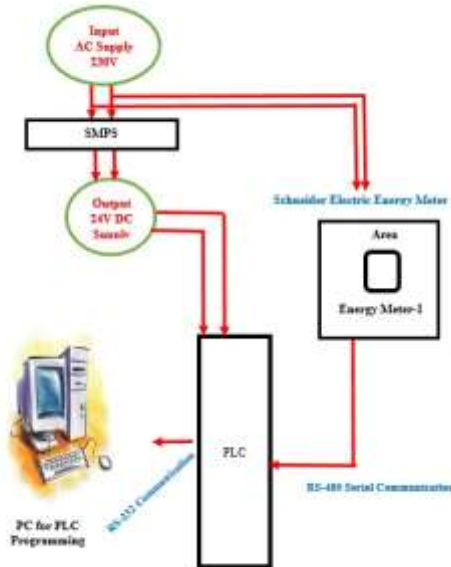 Input
AC Supply
230V
SMPS
Output
24V DC
Supply
Schneider Electric Energy Meter
Area
Energy Meter-1
PLC
RS-232 Communication
RS-480 Serial Communication
PC for PLC
Programming